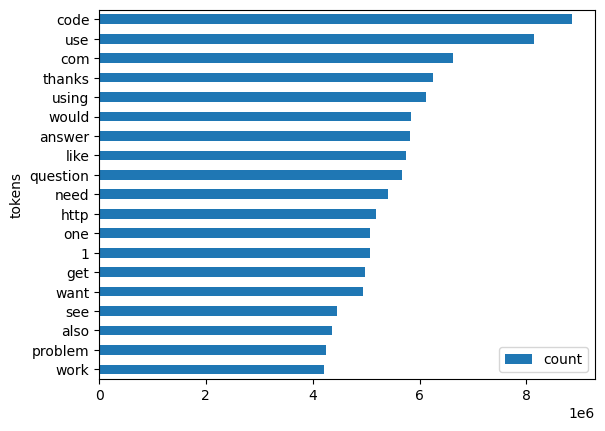 code
use
com
thanks
using
would
answer
like
question
need
http
one
1
get
want
see
also
problem
work
tokens
count
0 2 4 6 8
1e6